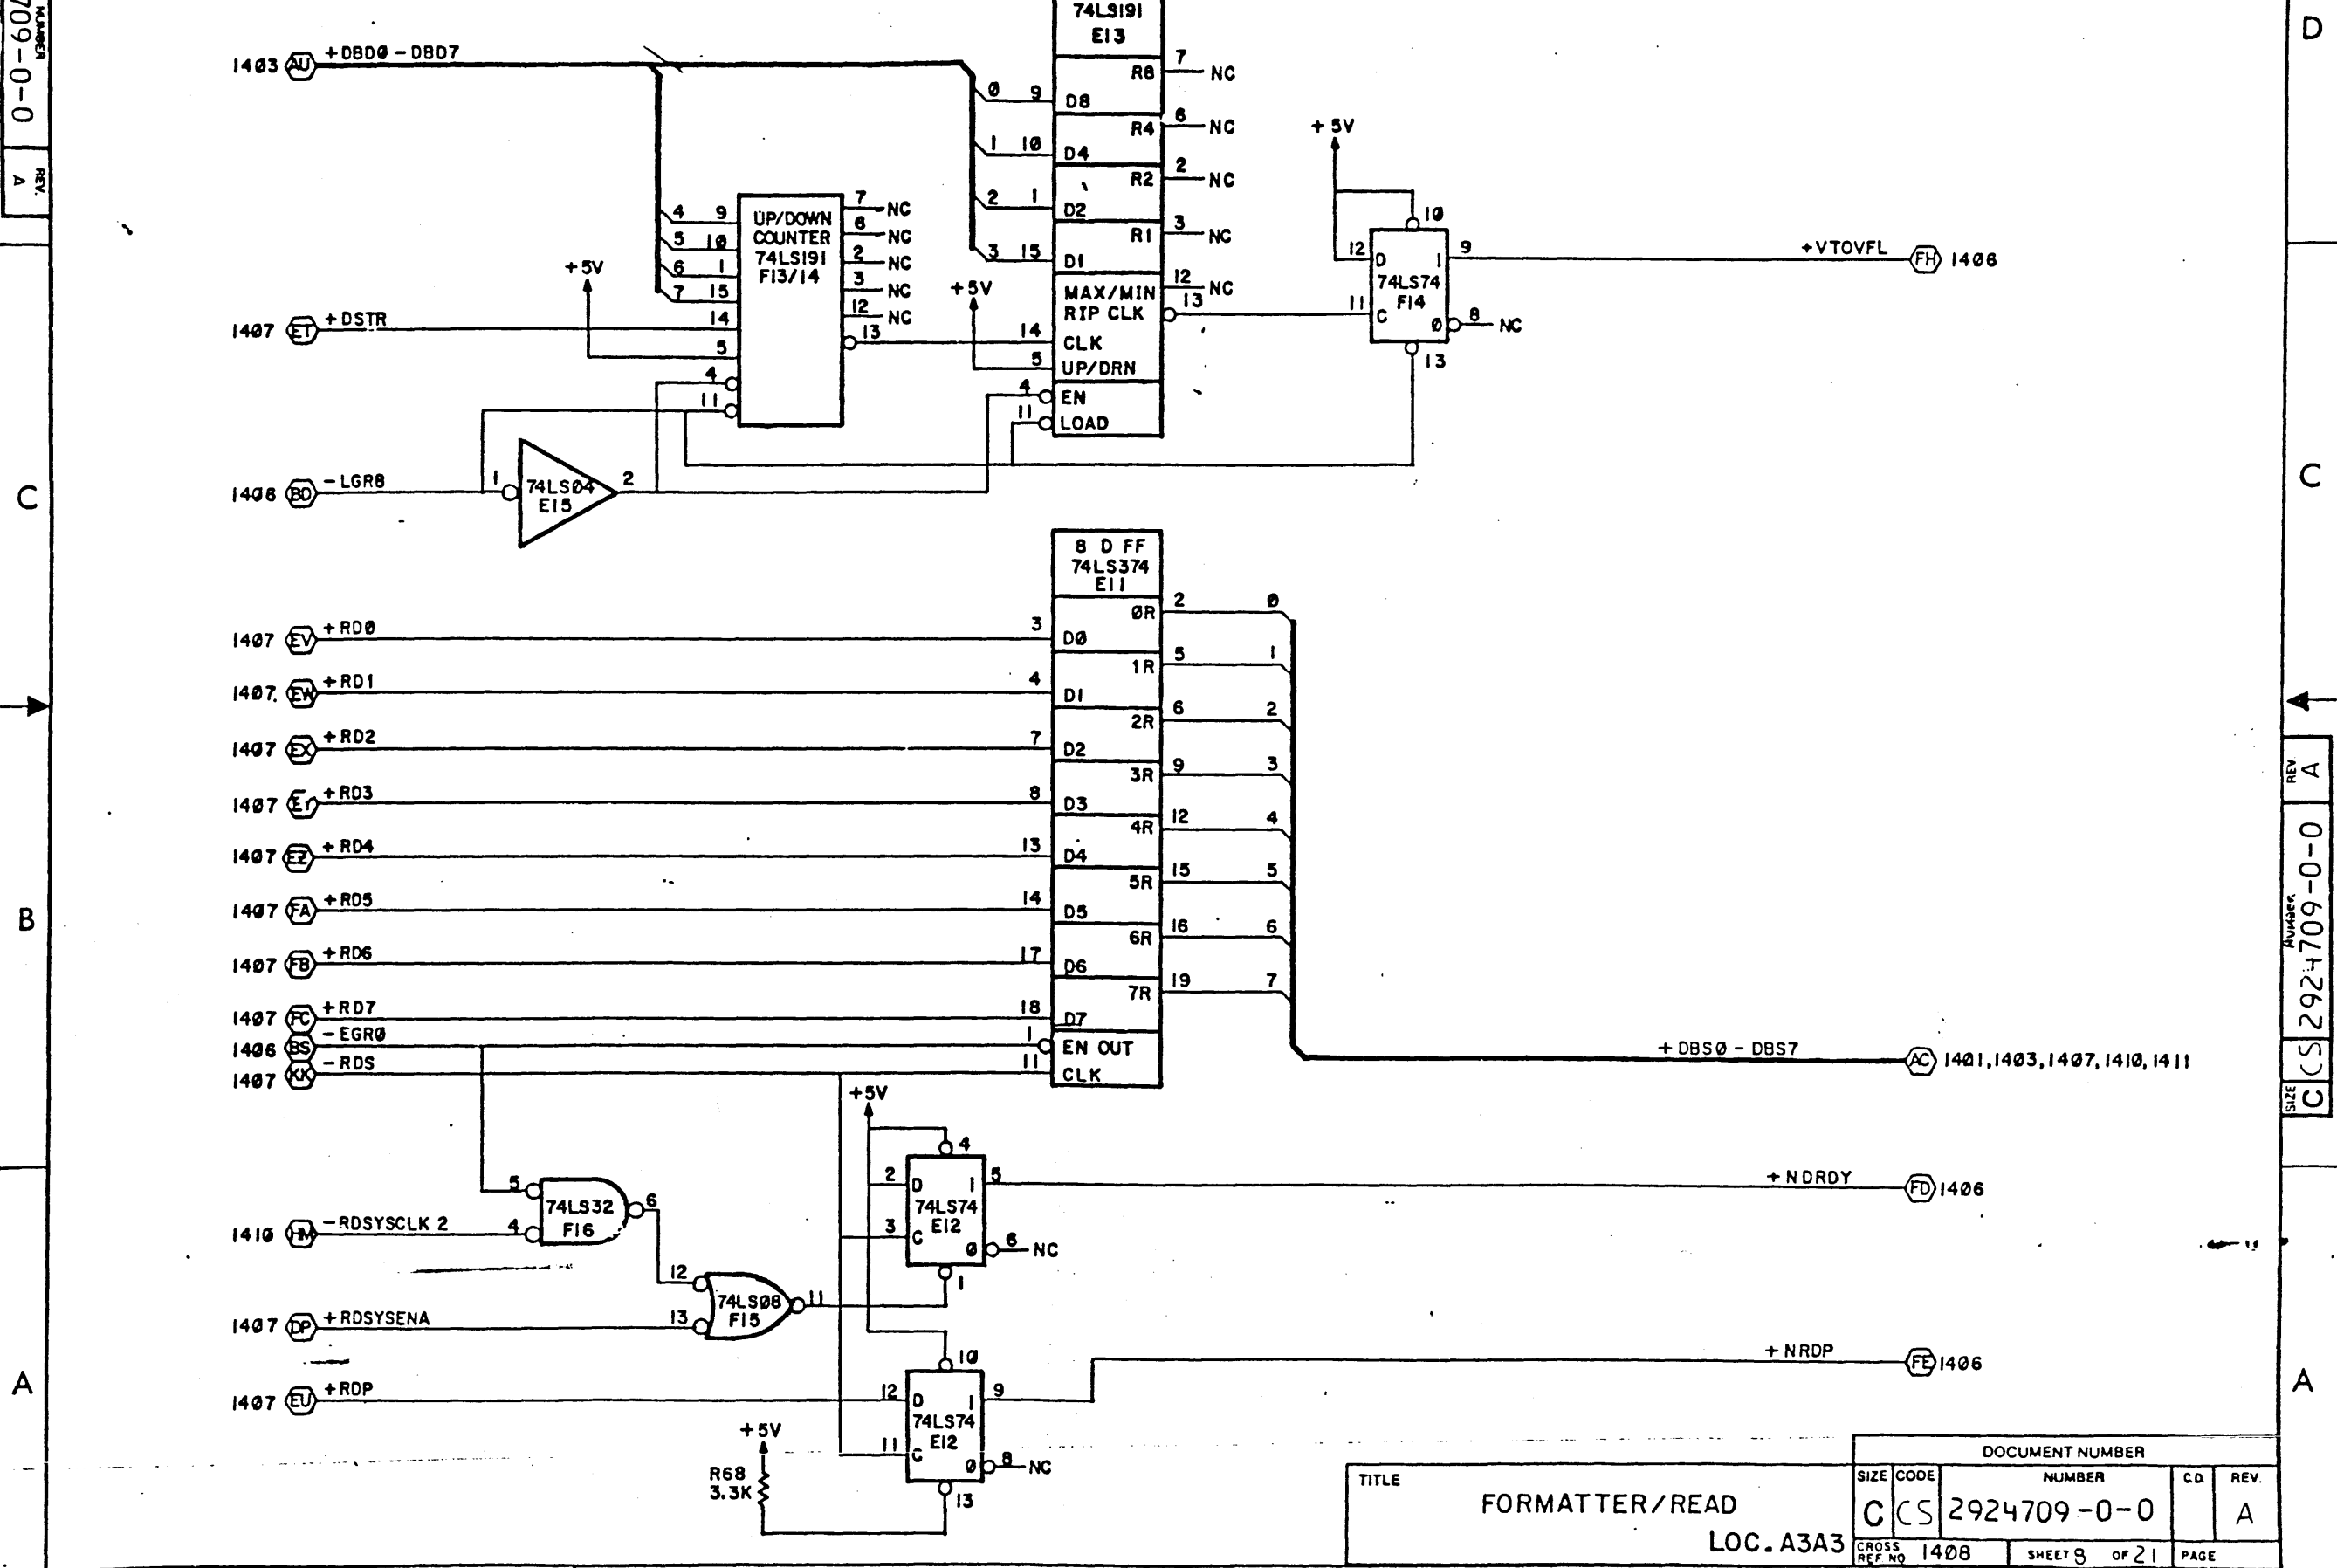 NUMBER
709-0-0
REV.
A
D
74LS191
E13
1403 AU +DBD0-DBD7
R8 7 NC
0 9 D8
R4 6 NC
1 10 D4
R2 2 NC
2 1 D2
R1 3 NC
3 15 D1
MAX/MIN 12 NC
RIP CLK 13
+5V
14 CLK
5 UP/DRN
4 EN
11 LOAD
4 9
5 10
6 1
7 15
14
5
4
11
UP/DOWN
COUNTER
74LS191
F13/14
7 NC
6 NC
2 NC
3 NC
12 NC
13
+5V
1407 ET +DSTR
+5V
10
12 D 1 9
74LS74
F14
11 C
0 8 NC
13
+VTOVFL FH 1406
C
1406 BD -LGR8
1 74LS04 2
E15
C
8 D FF
74LS374
E11
0R 2 0
1407 EV +RD0 3 D0
1R 5 1
1407 EW +RD1 4 D1
2R 6 2
1407 EX +RD2 7 D2
3R 9 3
1407 +RD3 8 D3
4R 12 4
1407 EZ +RD4 13 D4
5R 15 5
1407 FA +RD5 14 D5
6R 16 6
1407 FB +RD6 17 D6
7R 19 7
1407 FC +RD7 18 D7
1406 BS -EGR0 1 EN OUT
1407 KK -RDS 11 CLK
+DBS0-DBS7 AC 1401,1403,1407,1410,1411
B
REV A
NUMBER 2924709-0-0
CS
SIZE C
+5V
4
2 D 1 5
74LS74
E12
3 C
0 6 NC
1
+NDRDY FD 1406
5 74LS32 6
F16
1410 HM -RDSYSCLK 2 4
12 74LS08 11
F15
1407 DP +RDSYSENA 13
10
+NRDP FE 1406
A
1407 EU +RDP 12 D 1 9
74LS74
E12
11 C
0 8 NC
13
+5V
R68
3.3K
A
TITLE
FORMATTER/READ
LOC. A3A3
DOCUMENT NUMBER
SIZE CODE NUMBER C.D. REV.
C CS 2924709-0-0 A
CROSS REF. NO 1408 SHEET 8 OF 21 PAGE